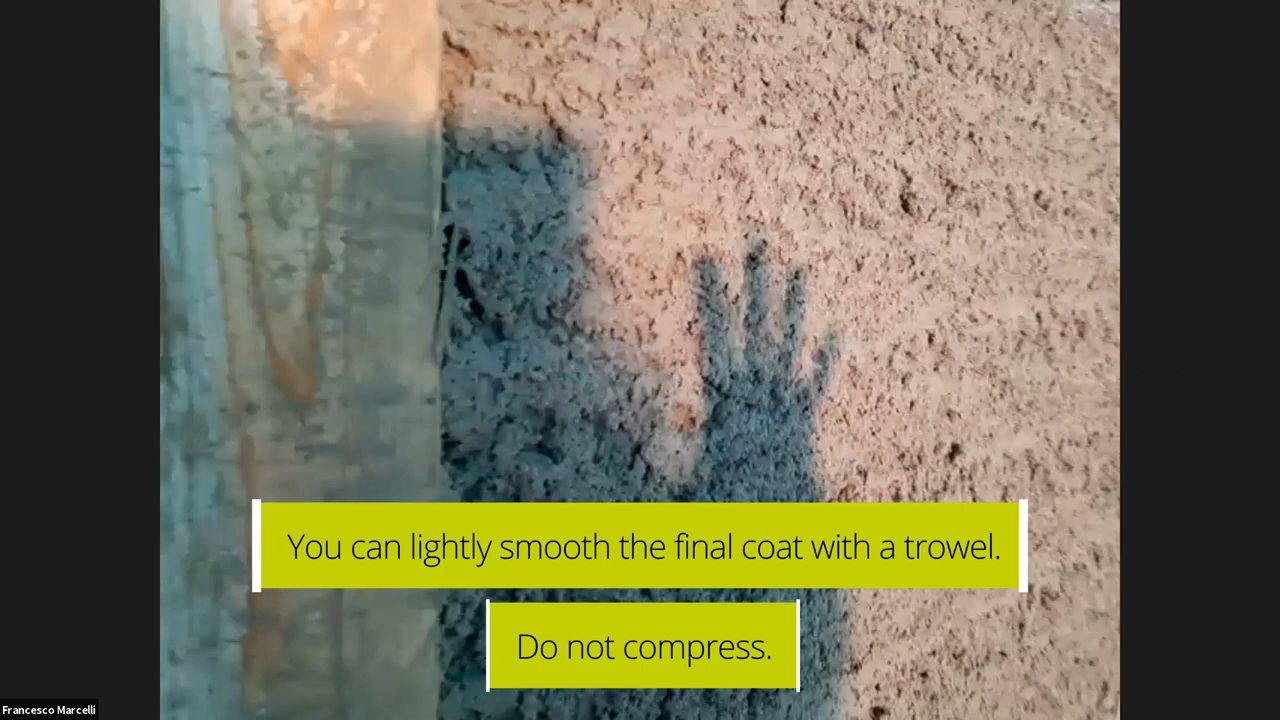 You can lightly smooth the final coat with a trowel.
Do not compress.
Francesco Marcelli